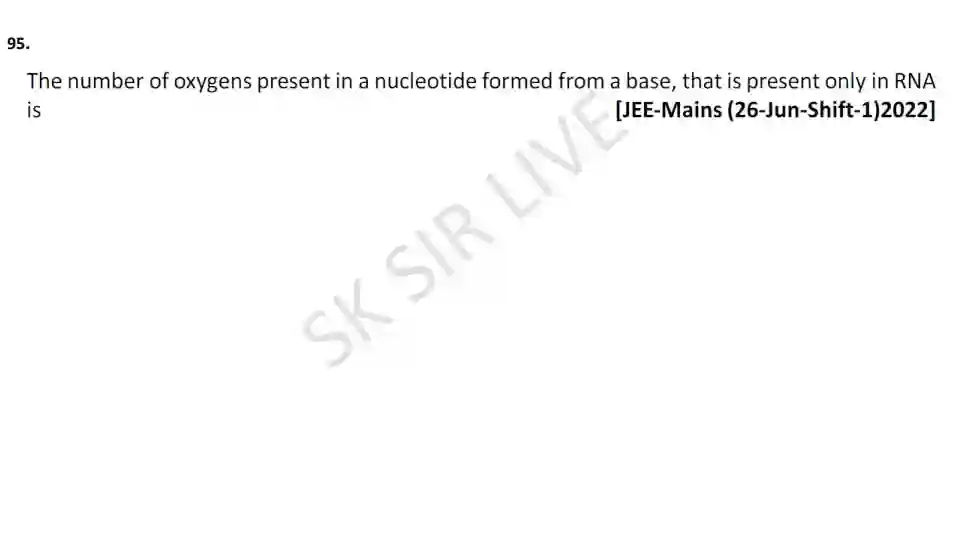 95.
The number of oxygens present in a nucleotide formed from a base, that is present only in RNA
is [JEE-Mains (26-Jun-Shift-1)2022]
SK SIR LIVE